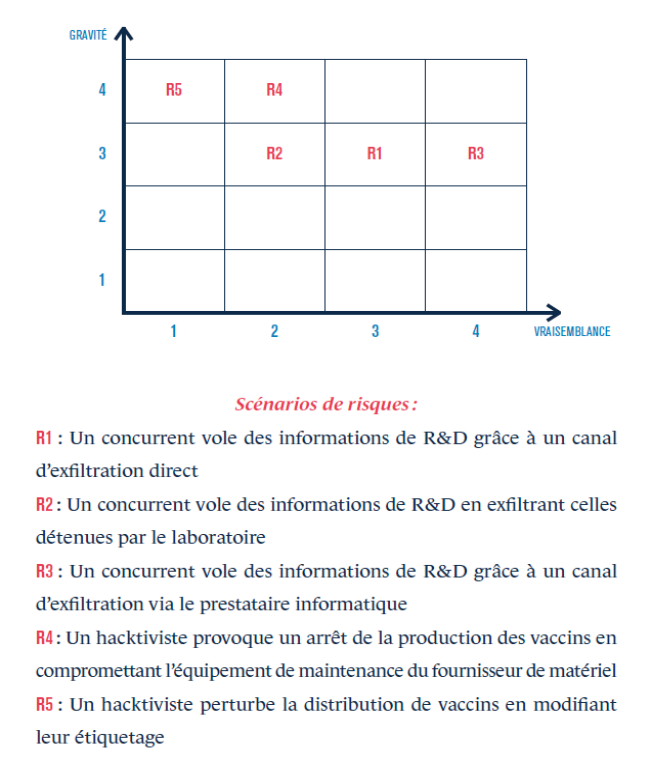 GRAVITÉ
4 R5 R4
3 R2 R1 R3
2
1
1 2 3 4 VRAISEMBLANCE
Scénarios de risques :
R1 : Un concurrent vole des informations de R&D grâce à un canal
d’exfiltration direct
R2 : Un concurrent vole des informations de R&D en exfiltrant celles
détenues par le laboratoire
R3 : Un concurrent vole des informations de R&D grâce à un canal
d’exfiltration via le prestataire informatique
R4 : Un hacktiviste provoque un arrêt de la production des vaccins en
compromettant l’équipement de maintenance du fournisseur de matériel
R5 : Un hacktiviste perturbe la distribution de vaccins en modifiant
leur étiquetage